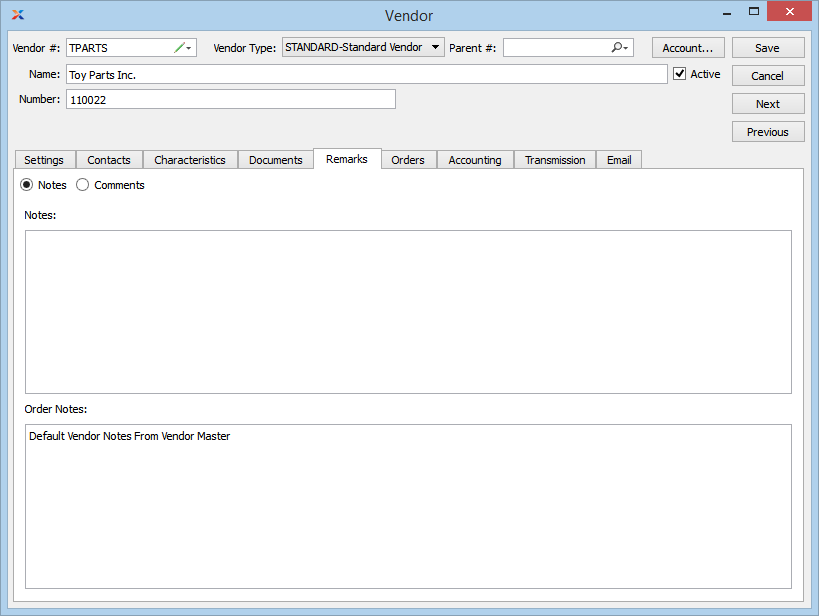 Vendor
Vendor #: TPARTS Vendor Type: STANDARD-Standard Vendor Parent #: Account... Save
Name: Toy Parts Inc. Active Cancel
Number: 110022 Next
Previous
Settings Contacts Characteristics Documents Remarks Orders Accounting Transmission Email
Notes Comments
Notes:
Order Notes:
Default Vendor Notes From Vendor Master